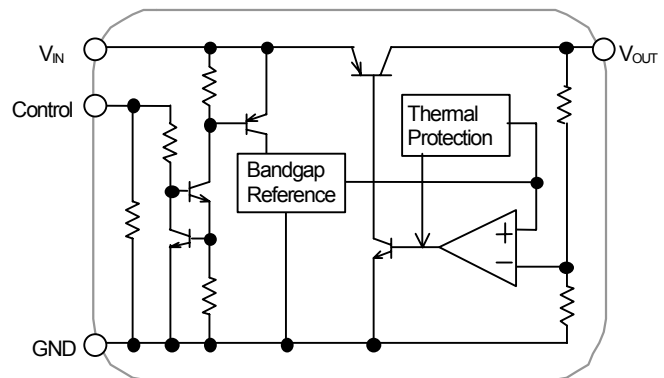 VIN
VOUT
Control
Thermal
Protection
Bandgap
Reference
+
−
GND